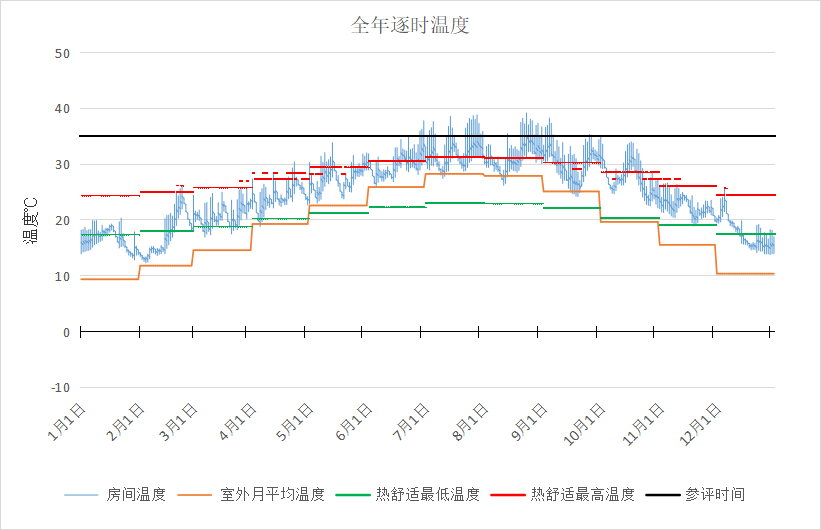 全年逐时温度
50
40
30
20
10
0
-10
温度℃
1月1日
2月1日
3月1日
4月1日
5月1日
6月1日
7月1日
8月1日
9月1日
10月1日
11月1日
12月1日
房间温度 室外月平均温度 热舒适最低温度 热舒适最高温度 参评时间